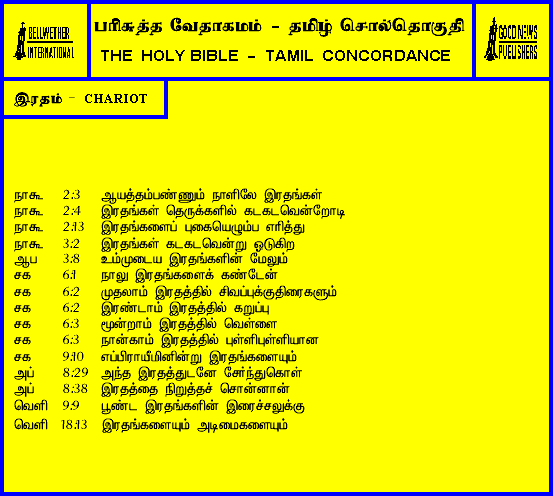 BELLWETHER
INTERNATIONAL
பரிசுத்த வேதாகமம் - தமிழ் சொல்தொகுதி
THE HOLY BIBLE - TAMIL CONCORDANCE
GOOD NEWS
PUBLISHERS
இரதம் - CHARIOT
நாகூ 2:3 ஆயத்தம்பண்ணும் நாளிலே இரதங்கள்
நாகூ 2:4 இரதங்கள் தெருக்களில் கடகடவென்றோடி
நாகூ 2:13 இரதங்களைப் புகையெழும்ப எரித்து
நாகூ 3:2 இரதங்கள் கடகடவென்று ஓடுகிற
ஆப 3:8 உம்முடைய இரதங்களின் மேலும்
சக 6:1 நாலு இரதங்களைக் கண்டேன்
சக 6:2 முதலாம் இரதத்தில் சிவப்புக்குதிரைகளும்
சக 6:2 இரண்டாம் இரதத்தில் கறுப்பு
சக 6:3 மூன்றாம் இரதத்தில் வெள்ளை
சக 6:3 நான்காம் இரதத்தில் புள்ளிபுள்ளியான
சக 9:10 எப்பிராயீமினின்று இரதங்களையும்
அப் 8:29 அந்த இரதத்துடனே சேர்ந்துகொள்
அப் 8:38 இரதத்தை நிறுத்தச் சொன்னான்
வெளி 9:9 பூண்ட இரதங்களின் இரைச்சலுக்கு
வெளி 18:13 இரதங்களையும் அடிமைகளையும்